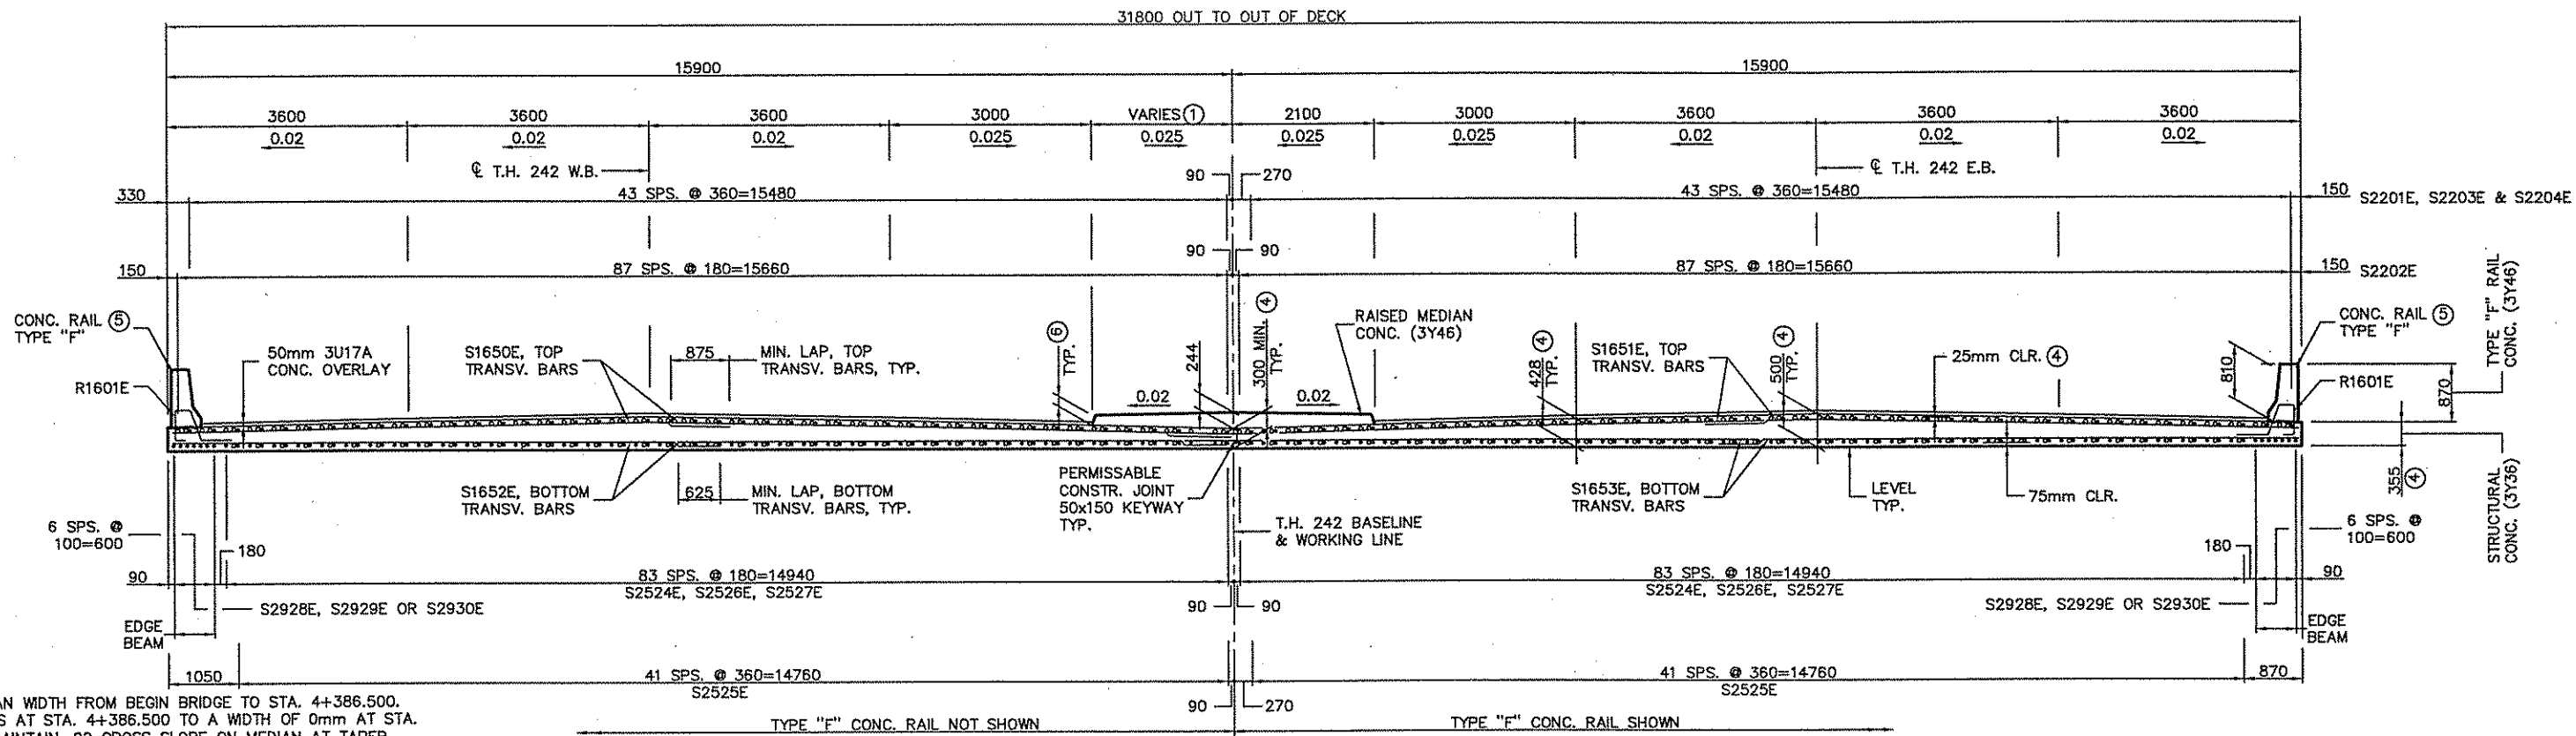 31800 OUT TO OUT OF DECK
15900
15900
3600
3600
3600
3000
VARIES ①
2100
3000
3600
3600
3600
0.02
0.02
0.02
0.025
0.025
0.025
0.025
0.02
0.02
0.02
℄ T.H. 242 W.B.
90
270
℄ T.H. 242 E.B.
330
43 SPS. @ 360=15480
43 SPS. @ 360=15480
150
S2201E, S2203E & S2204E
90
90
150
87 SPS. @ 180=15660
87 SPS. @ 180=15660
150
S2202E
CONC. RAIL ⑤
TYPE "F"
50mm 3U17A
CONC. OVERLAY
R1601E
S1650E, TOP
TRANSV. BARS
875
MIN. LAP, TOP
TRANSV. BARS, TYP.
⑥
TYP.
244
300 MIN. ④
TYP.
RAISED MEDIAN
CONC. (3Y46)
0.02
0.02
428 ④
TYP.
S1651E, TOP
TRANSV. BARS
500 ④
TYP.
25mm CLR. ④
810
CONC. RAIL ⑤
TYPE "F"
R1601E
870
TYPE "F" RAIL
CONC. (3Y46)
S1652E, BOTTOM
TRANSV. BARS
625
MIN. LAP, BOTTOM
TRANSV. BARS, TYP.
PERMISSABLE
CONSTR. JOINT
50x150 KEYWAY
TYP.
T.H. 242 BASELINE
& WORKING LINE
S1653E, BOTTOM
TRANSV. BARS
LEVEL
TYP.
75mm CLR.
355
④
STRUCTURAL
CONC. (3Y36)
6 SPS. @
100=600
180
90
83 SPS. @ 180=14940
S2524E, S2526E, S2527E
83 SPS. @ 180=14940
S2524E, S2526E, S2527E
180
6 SPS. @
100=600
90
S2928E, S2929E OR S2930E
90
90
S2928E, S2929E OR S2930E
EDGE
BEAM
EDGE
BEAM
1050
41 SPS. @ 360=14760
S2525E
41 SPS. @ 360=14760
S2525E
870
90
270
AN WIDTH FROM BEGIN BRIDGE TO STA. 4+386.500.
S AT STA. 4+386.500 TO A WIDTH OF 0mm AT STA.
TYPE "F" CONC. RAIL NOT SHOWN
TYPE "F" CONC. RAIL SHOWN
CROSS SLOPE ON MEDIAN AT TAPER